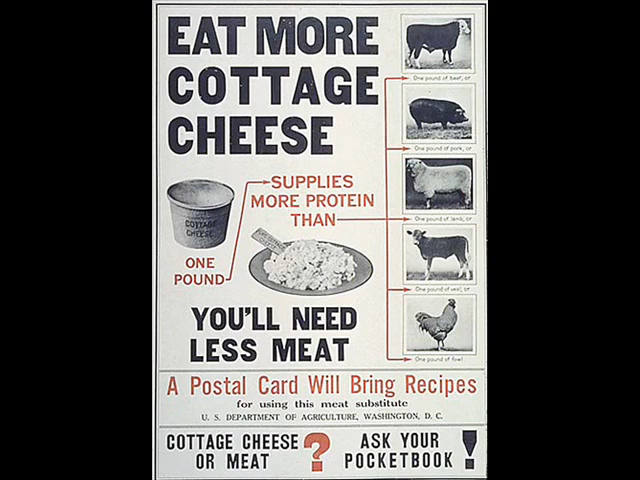 EAT MORE
COTTAGE
CHEESE
COTTAGE
CHEESE
ONE
POUND
SUPPLIES
MORE PROTEIN
THAN
One pound of beef, or
One pound of pork, or
One pound of lamb, or
One pound of veal, or
One pound of fowl
YOU'LL NEED
LESS MEAT
A Postal Card Will Bring Recipes
for using this meat substitute
U. S. DEPARTMENT OF AGRICULTURE, WASHINGTON, D. C.
COTTAGE CHEESE
OR MEAT ?
ASK YOUR
POCKETBOOK !